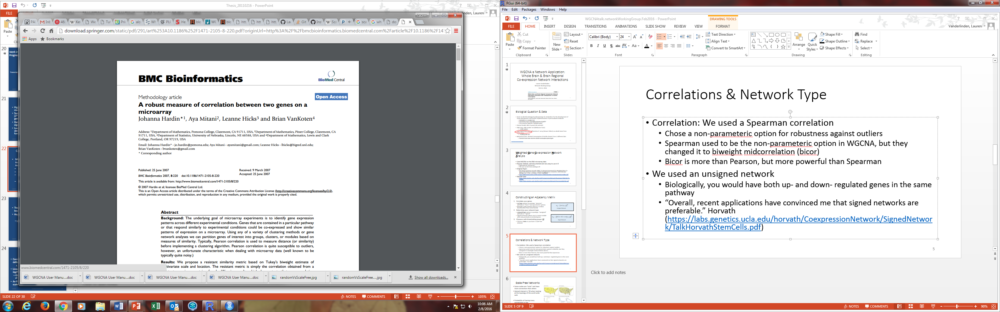 Thesis_20110216 - PowerPoint
FILE
Vanderlinden, Lauren
Paste
Lauren
download.springer.com/static/pdf/291/art%253A10.1186%252F1471-2105-8-220.pdf?originUrl=http%3A%2F%2Fbmcbioinformatics.biomedcentral.com%2Farticle%2F10.1186%2F14
Apps
Bookmarks
BMC Bioinformatics
BioMed Central
Methodology article
Open Access
A robust measure of correlation between two genes on a
microarray
Johanna Hardin*1, Aya Mitani2, Leanne Hicks3 and Brian VanKoten4
Address: 1Department of Mathematics, Pomona College, Claremont, CA 91711, USA, 2Department of Mathematics, Pitzer College, Claremont, CA
91711, USA, 3Department of Statistics, University of Nebraska, Lincoln, NE 68588, USA and 4Department of Mathematics, Lewis and Clark
College, Portland, OR 97219, USA
Email: Johanna Hardin* - jo.hardin@pomona.edu; Aya Mitani - ayamitani@gmail.com; Leanne Hicks - lhicks@bigred.unl.edu;
Brian VanKoten - bvankoten@gmail.com
* Corresponding author
Published: 25 June 2007
Received: 9 March 2007
Accepted: 25 June 2007
BMC Bioinformatics 2007, 8:220 doi:10.1186/1471-2105-8-220
This article is available from: http://www.biomedcentral.com/1471-2105/8/220
© 2007 Hardin et al; licensee BioMed Central Ltd.
This is an Open Access article distributed under the terms of the Creative Commons Attribution License (http://creativecommons.org/licenses/by/2.0),
which permits unrestricted use, distribution, and reproduction in any medium, provided the original work is properly cited.
Abstract
Background: The underlying goal of microarray experiments is to identify gene expression
patterns across different experimental conditions. Genes that are contained in a particular pathway
or that respond similarly to experimental conditions could be co-expressed and show similar
patterns of expression on a microarray. Using any of a variety of clustering methods or gene
network analyses we can partition genes of interest into groups, clusters, or modules based on
measures of similarity. Typically, Pearson correlation is used to measure distance (or similarity)
before implementing a clustering algorithm. Pearson correlation is quite susceptible to outliers,
however, an unfortunate characteristic when dealing with microarray data (well known to be
typically quite noisy.)
Results: We propose a resistant similarity metric based on Tukey's biweight estimate of
multivariate scale and location. The resistant metric is simply the correlation obtained from a
www.biomedcentral.com/1471-2105/8/220
WGCNA User Manu....doc
WGCNA User Manu....doc
WGCNA User Manu....doc
WGCNA User Manu....doc
randomVsScaleFree.jpg
randomVsScaleFree....jpg
Show all downloads...
20
21
22
23
24
SLIDE 22 OF 30
NOTES
COMMENTS
105%
10:06 AM
2/8/2016
RGui (64-bit)
File Edit Packages Windows Help
WGCNAtalk.networkWorkingGroup.Feb2016 - PowerPoint
DRAWING TOOLS
FILE HOME INSERT DESIGN TRANSITIONS ANIMATIONS SLIDE SHOW REVIEW VIEW FORMAT
Vanderlinden, Lauren
Paste
Cut
Copy
Format Painter
Clipboard
New
Slide
Layout
Reset
Section
Slides
Calibri (Body) 24
Font
Text Direction
Align Text
Convert to SmartArt
Paragraph
Arrange
Quick
Styles
Shape Fill
Shape Outline
Shape Effects
Drawing
Find
Replace
Select
Editing
1
WGCNA a Network Application:
Whole Brain & Brain Regional
Co-expression Network Interactions
2
Biological Question & Data
3
Weighted Gene Co-expression Network
Analysis
4
Constructing an Adjacency Matrix
5
Correlations & Network Type
6
Scale-Free Networks
Correlations & Network Type
• Correlation: We used a Spearman correlation
• Chose a non-parameteric option for robustness against outliers
• Spearman used to be the non-parameteric option in WGCNA, but they
changed it to biweight midcorrelation (bicor)
• Bicor is more than Pearson, but more powerful than Spearman
• We used an unsigned network
• Biologically, you would have both up- and down- regulated genes in the same
pathway
• “Overall, recent applications have convinced me that signed networks are
preferable.” Horvath
(https://labs.genetics.ucla.edu/horvath/CoexpressionNetwork/SignedNetwor
k/TalkHorvathStemCells.pdf)
5
Click to add notes
SLIDE 5 OF 9
NOTES
COMMENTS
90%